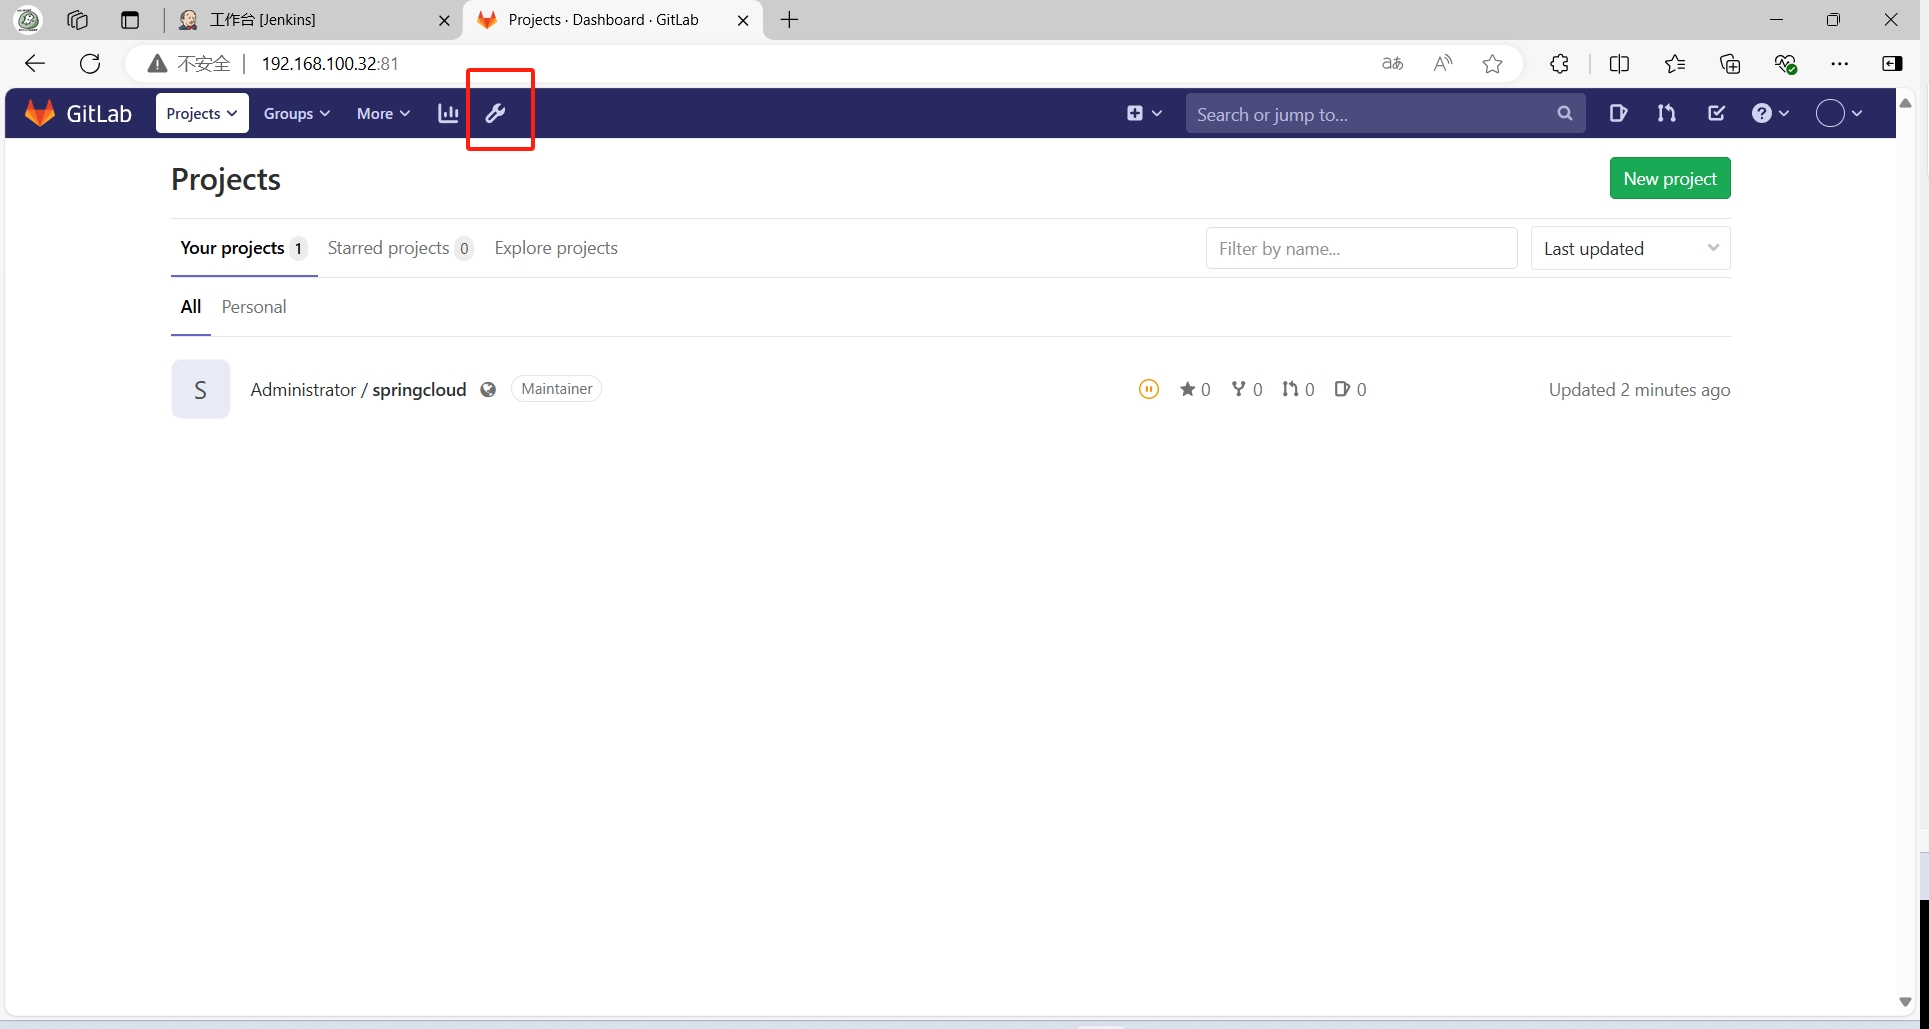 工作台 [Jenkins]
Projects · Dashboard · GitLab
不安全
192.168.100.32:81
aあ
A
GitLab
Projects
Groups
More
Search or jump to...
Projects
New project
Your projects 1
Starred projects 0
Explore projects
Filter by name...
Last updated
All
Personal
S
Administrator / springcloud
Maintainer
0
0
0
0
Updated 2 minutes ago